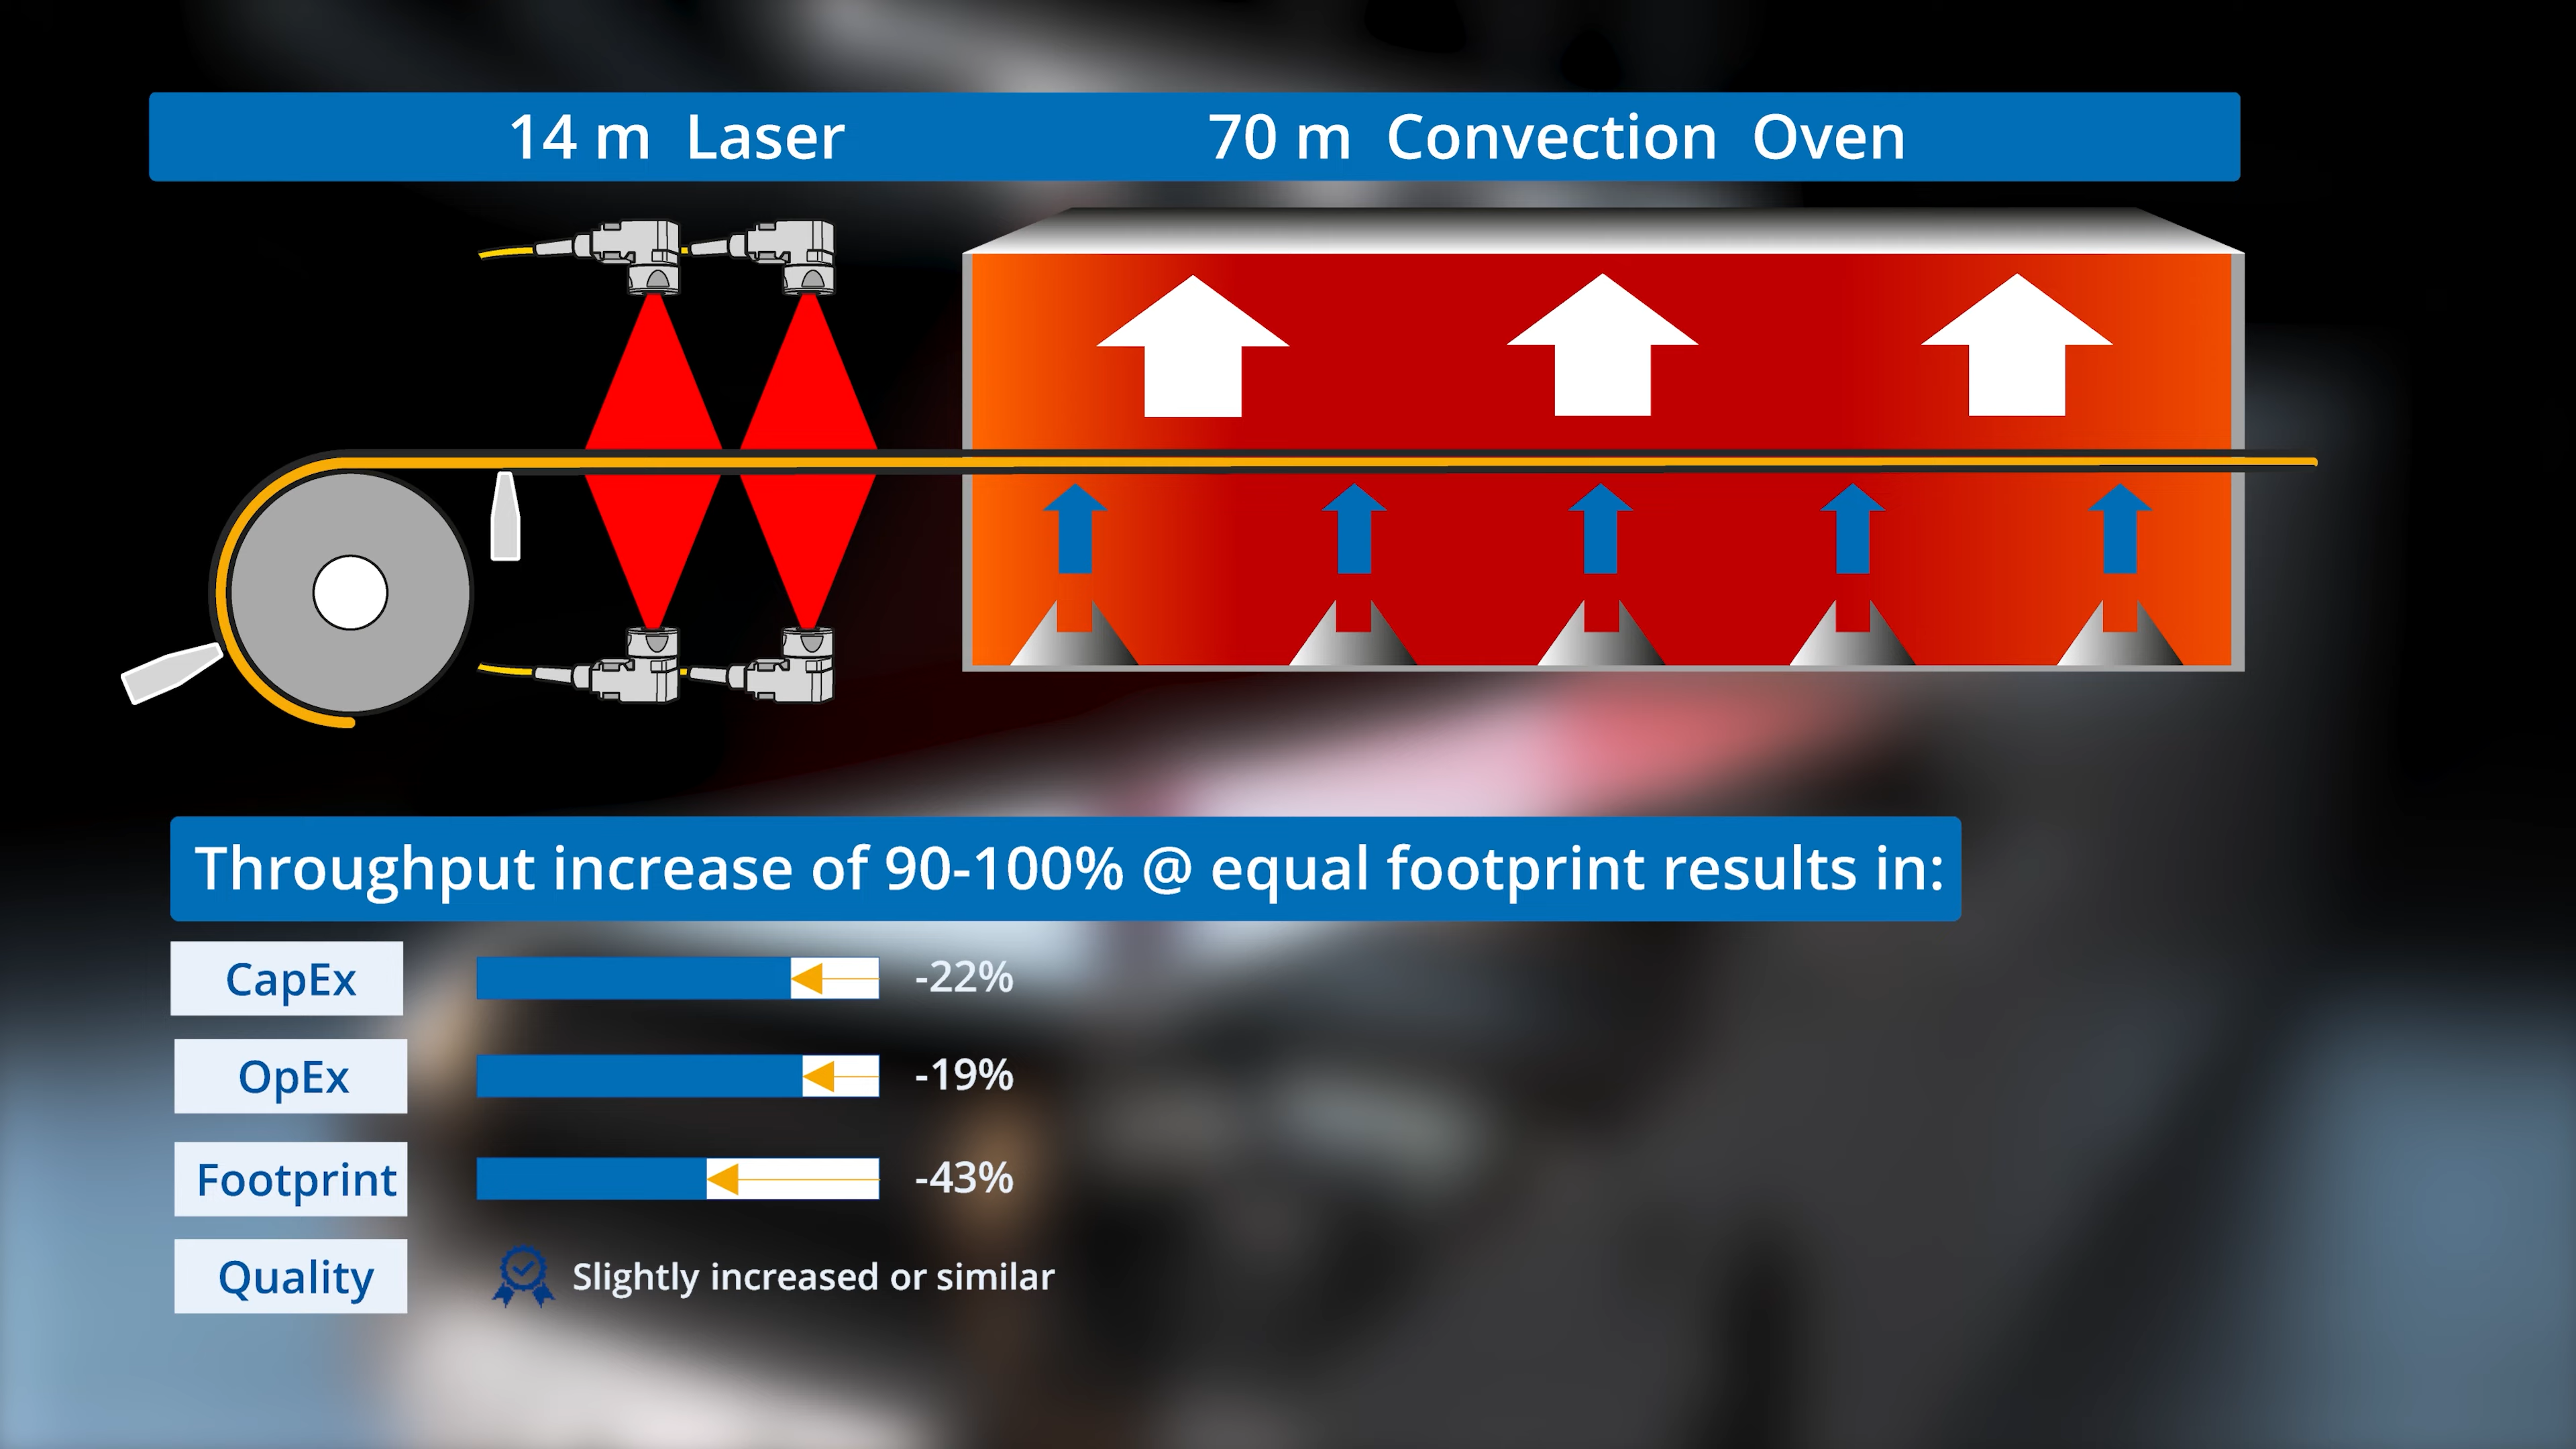 14 m Laser 70 m Convection Oven
Throughput increase of 90-100% @ equal footprint results in:
CapEx -22%
OpEx -19%
Footprint -43%
Quality Slightly increased or similar